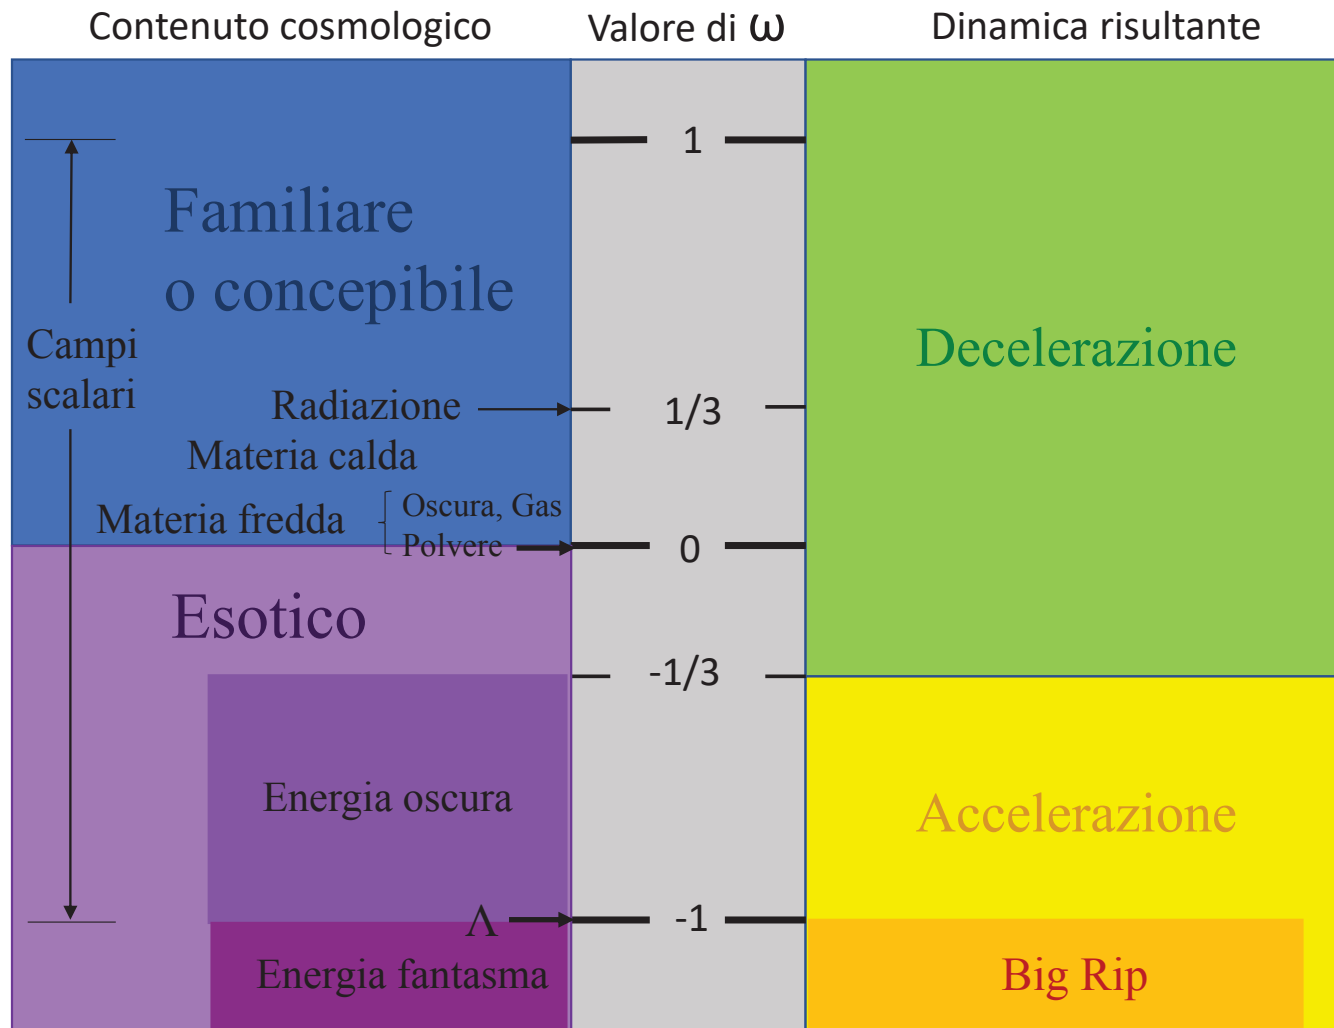 Contenuto cosmologico
Valore di ω
Dinamica risultante
1
Familiare
o concepibile
Campi
scalari
Decelerazione
Radiazione
1/3
Materia calda
Materia fredda
Oscura, Gas
Polvere
0
Esotico
-1/3
Energia oscura
Accelerazione
Λ
-1
Energia fantasma
Big Rip